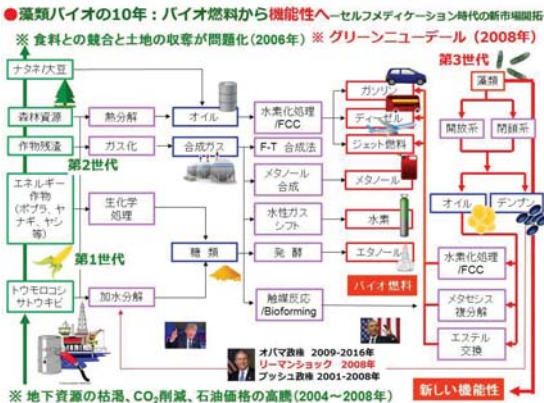 ● 藻類バイオの10年：バイオ燃料から機能性へーセルフメディケーション時代の新市場開拓-
※ 食料との競合と土地の収奪が問題化(2006年)
※ グリーンニューデール（2008年）
ナタネ/大豆
森林資源
作物残渣
第2世代
エネルギー
作物(ポプラ、ヤ
ナギ、ヤシ
等)
第1世代
トウモロコシ
サトウキビ
熱分解
ガス化
生化学
処理
加水分解
オイル
合成ガス
糖 類
水素化処理
/FCC
F-T 合成法
メタノール
合成
水性ガス
シフト
発 酵
触媒反応
/Bioforming
ガソリン
ディーゼル
ジェット燃料
メタノール
水素
エタノール
バイオ燃料
第3世代
藻類
開放系
閉鎖系
オイル
デンプン
水素化処理
/FCC
メタセシス
複分解
エステル
交換
新しい機能性
オバマ政権 2009-2016年
リーマンショック 2008年
ブッシュ政権 2001-2008年
※ 地下資源の枯渇、CO₂削減、石油価格の高騰(2004～2008年)